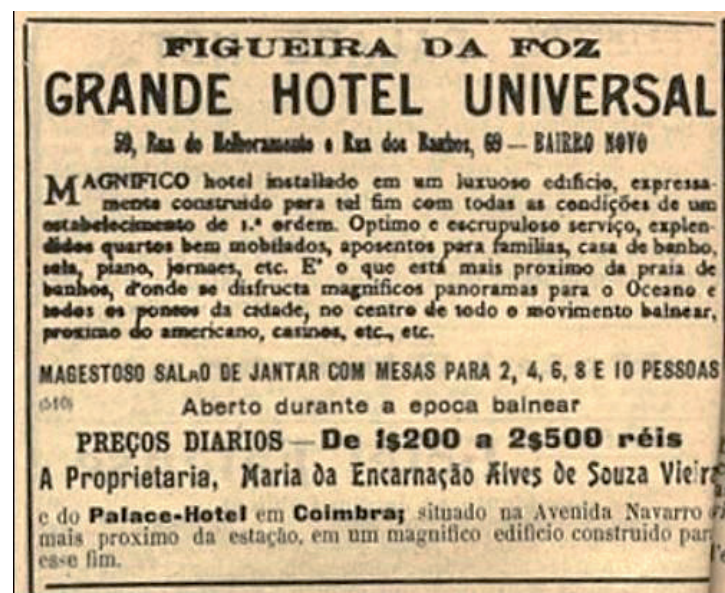 FIGUEIRA DA FOZ
GRANDE HOTEL UNIVERSAL
59, Rua do Melhoramento e Rua dos Banhos, 69 — BAIRRO NOVO
MAGNIFICO hotel installado em um luxuoso edificio, expressa-
mente construido para tal fim com todas as condições de um
estabelecimento de 1.ª ordem. Optimo e escrupuloso serviço, explen-
didos quartos bem mobilados, aposentos para familias, casa de banho,
sala, piano, jornaes, etc. E' o que está mais proximo da praia de
banhos, d'onde se disfructa magnificos panoramas para o Oceano e
todos os pontos da cidade, no centro de todo o movimento balnear,
proximo do americano, casinos, etc., etc.
MAGESTOSO SALÃO DE JANTAR COM MESAS PARA 2, 4, 6, 8 E 10 PESSOAS
(510)
Aberto durante a epoca balnear
PREÇOS DIARIOS — De 1$200 a 2$500 réis
A Proprietaria, Maria da Encarnação Alves de Souza Vieira
e do Palace-Hotel em Coimbra; situado na Avenida Navarro
mais proximo da estação, em um magnifico edificio construido para
esse fim.